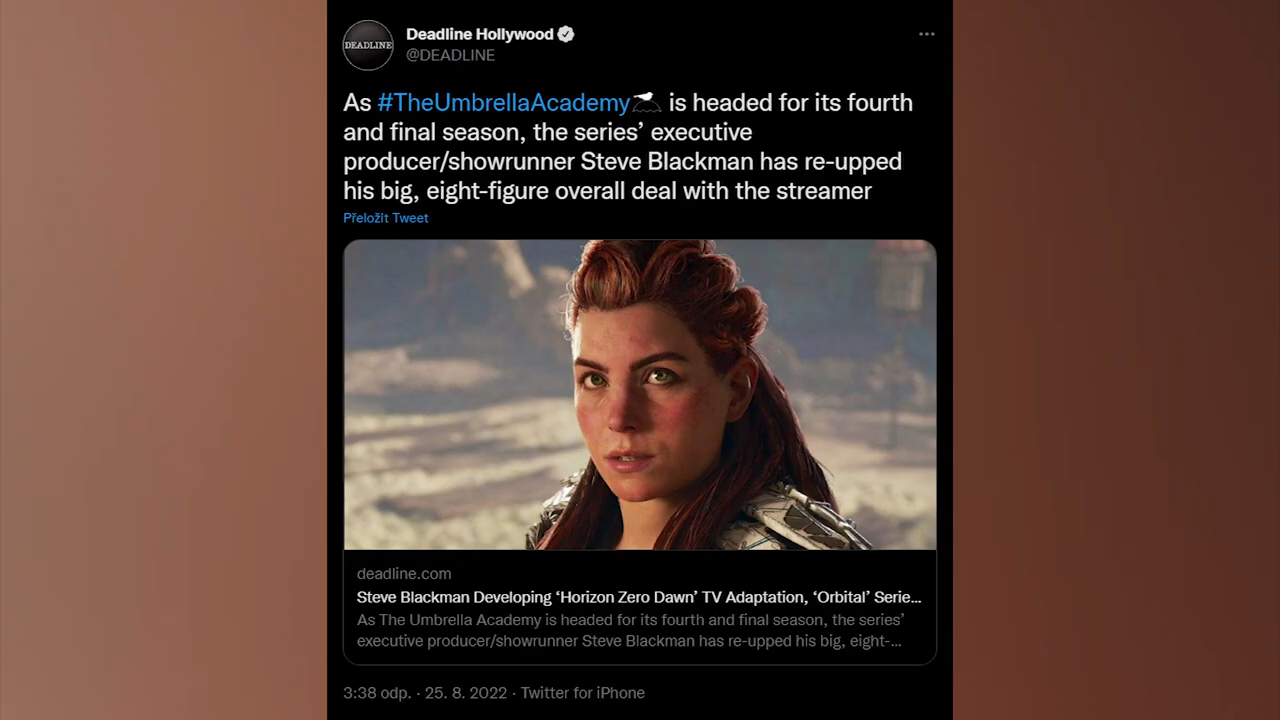 DEADLINE
Deadline Hollywood
@DEADLINE
As #TheUmbrellaAcademy is headed for its fourth
and final season, the series’ executive
producer/showrunner Steve Blackman has re-upped
his big, eight-figure overall deal with the streamer
Přeložit Tweet
deadline.com
Steve Blackman Developing ‘Horizon Zero Dawn’ TV Adaptation, ‘Orbital’ Serie...
As The Umbrella Academy is headed for its fourth and final season, the series’
executive producer/showrunner Steve Blackman has re-upped his big, eight-...
3:38 odp. · 25. 8. 2022 · Twitter for iPhone